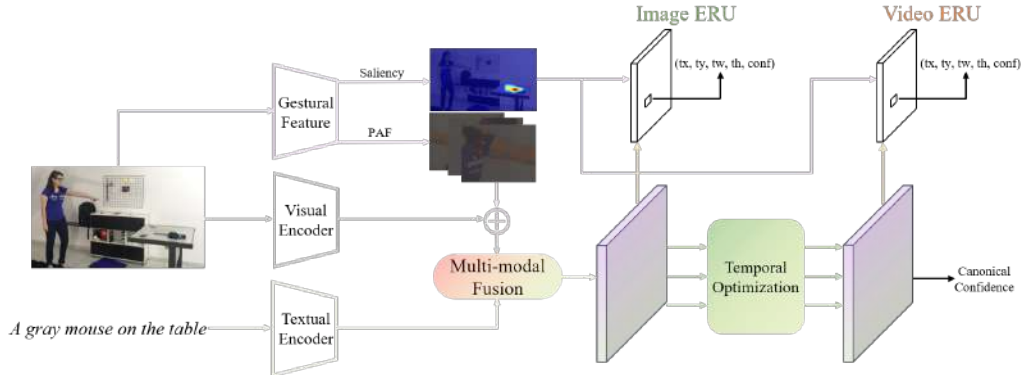 Image ERU
Video ERU
Saliency
(tx, ty, tw, th, conf)
(tx, ty, tw, th, conf)
Gestural
Feature
PAF
Visual
Encoder
Multi-modal
Fusion
Temporal
Optimization
Canonical
Confidence
A gray mouse on the table
Textual
Encoder